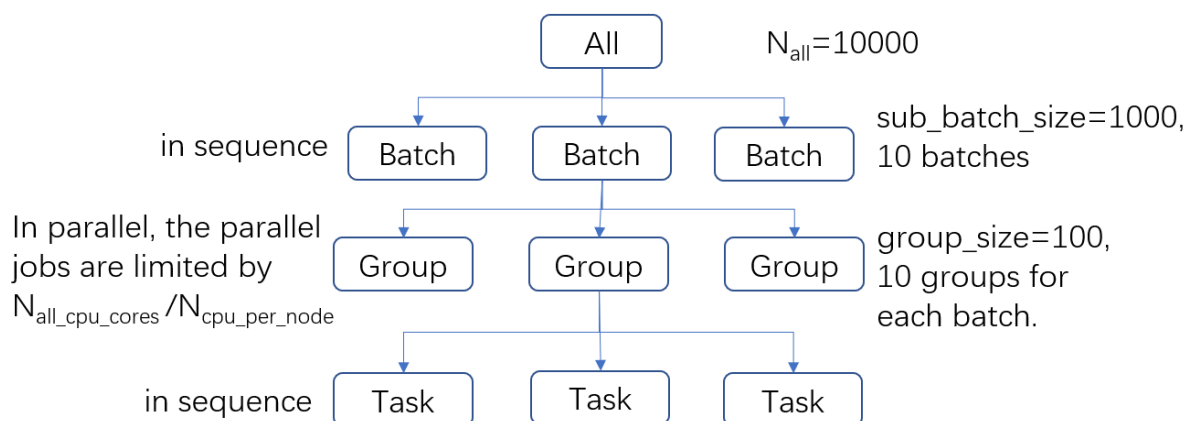 All
N_all=10000
in sequence
Batch
Batch
Batch
sub_batch_size=1000,
10 batches
In parallel, the parallel
jobs are limited by
N_all_cpu_cores /N_cpu_per_node
Group
Group
Group
group_size=100,
10 groups for
each batch.
in sequence
Task
Task
Task